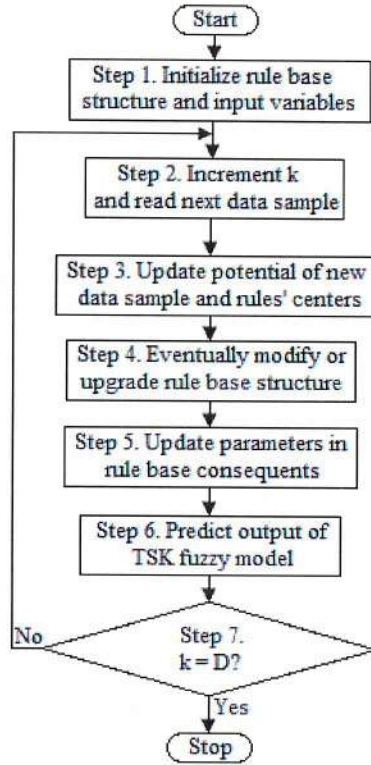 Start
Step 1. Initialize rule base
structure and input variables
Step 2. Increment k
and read next data sample
Step 3. Update potential of new
data sample and rules' centers
Step 4. Eventually modify or
upgrade rule base structure
Step 5. Update parameters in
rule base consequents
Step 6. Predict output of
TSK fuzzy model
No
Step 7.
k = D?
Yes
Stop